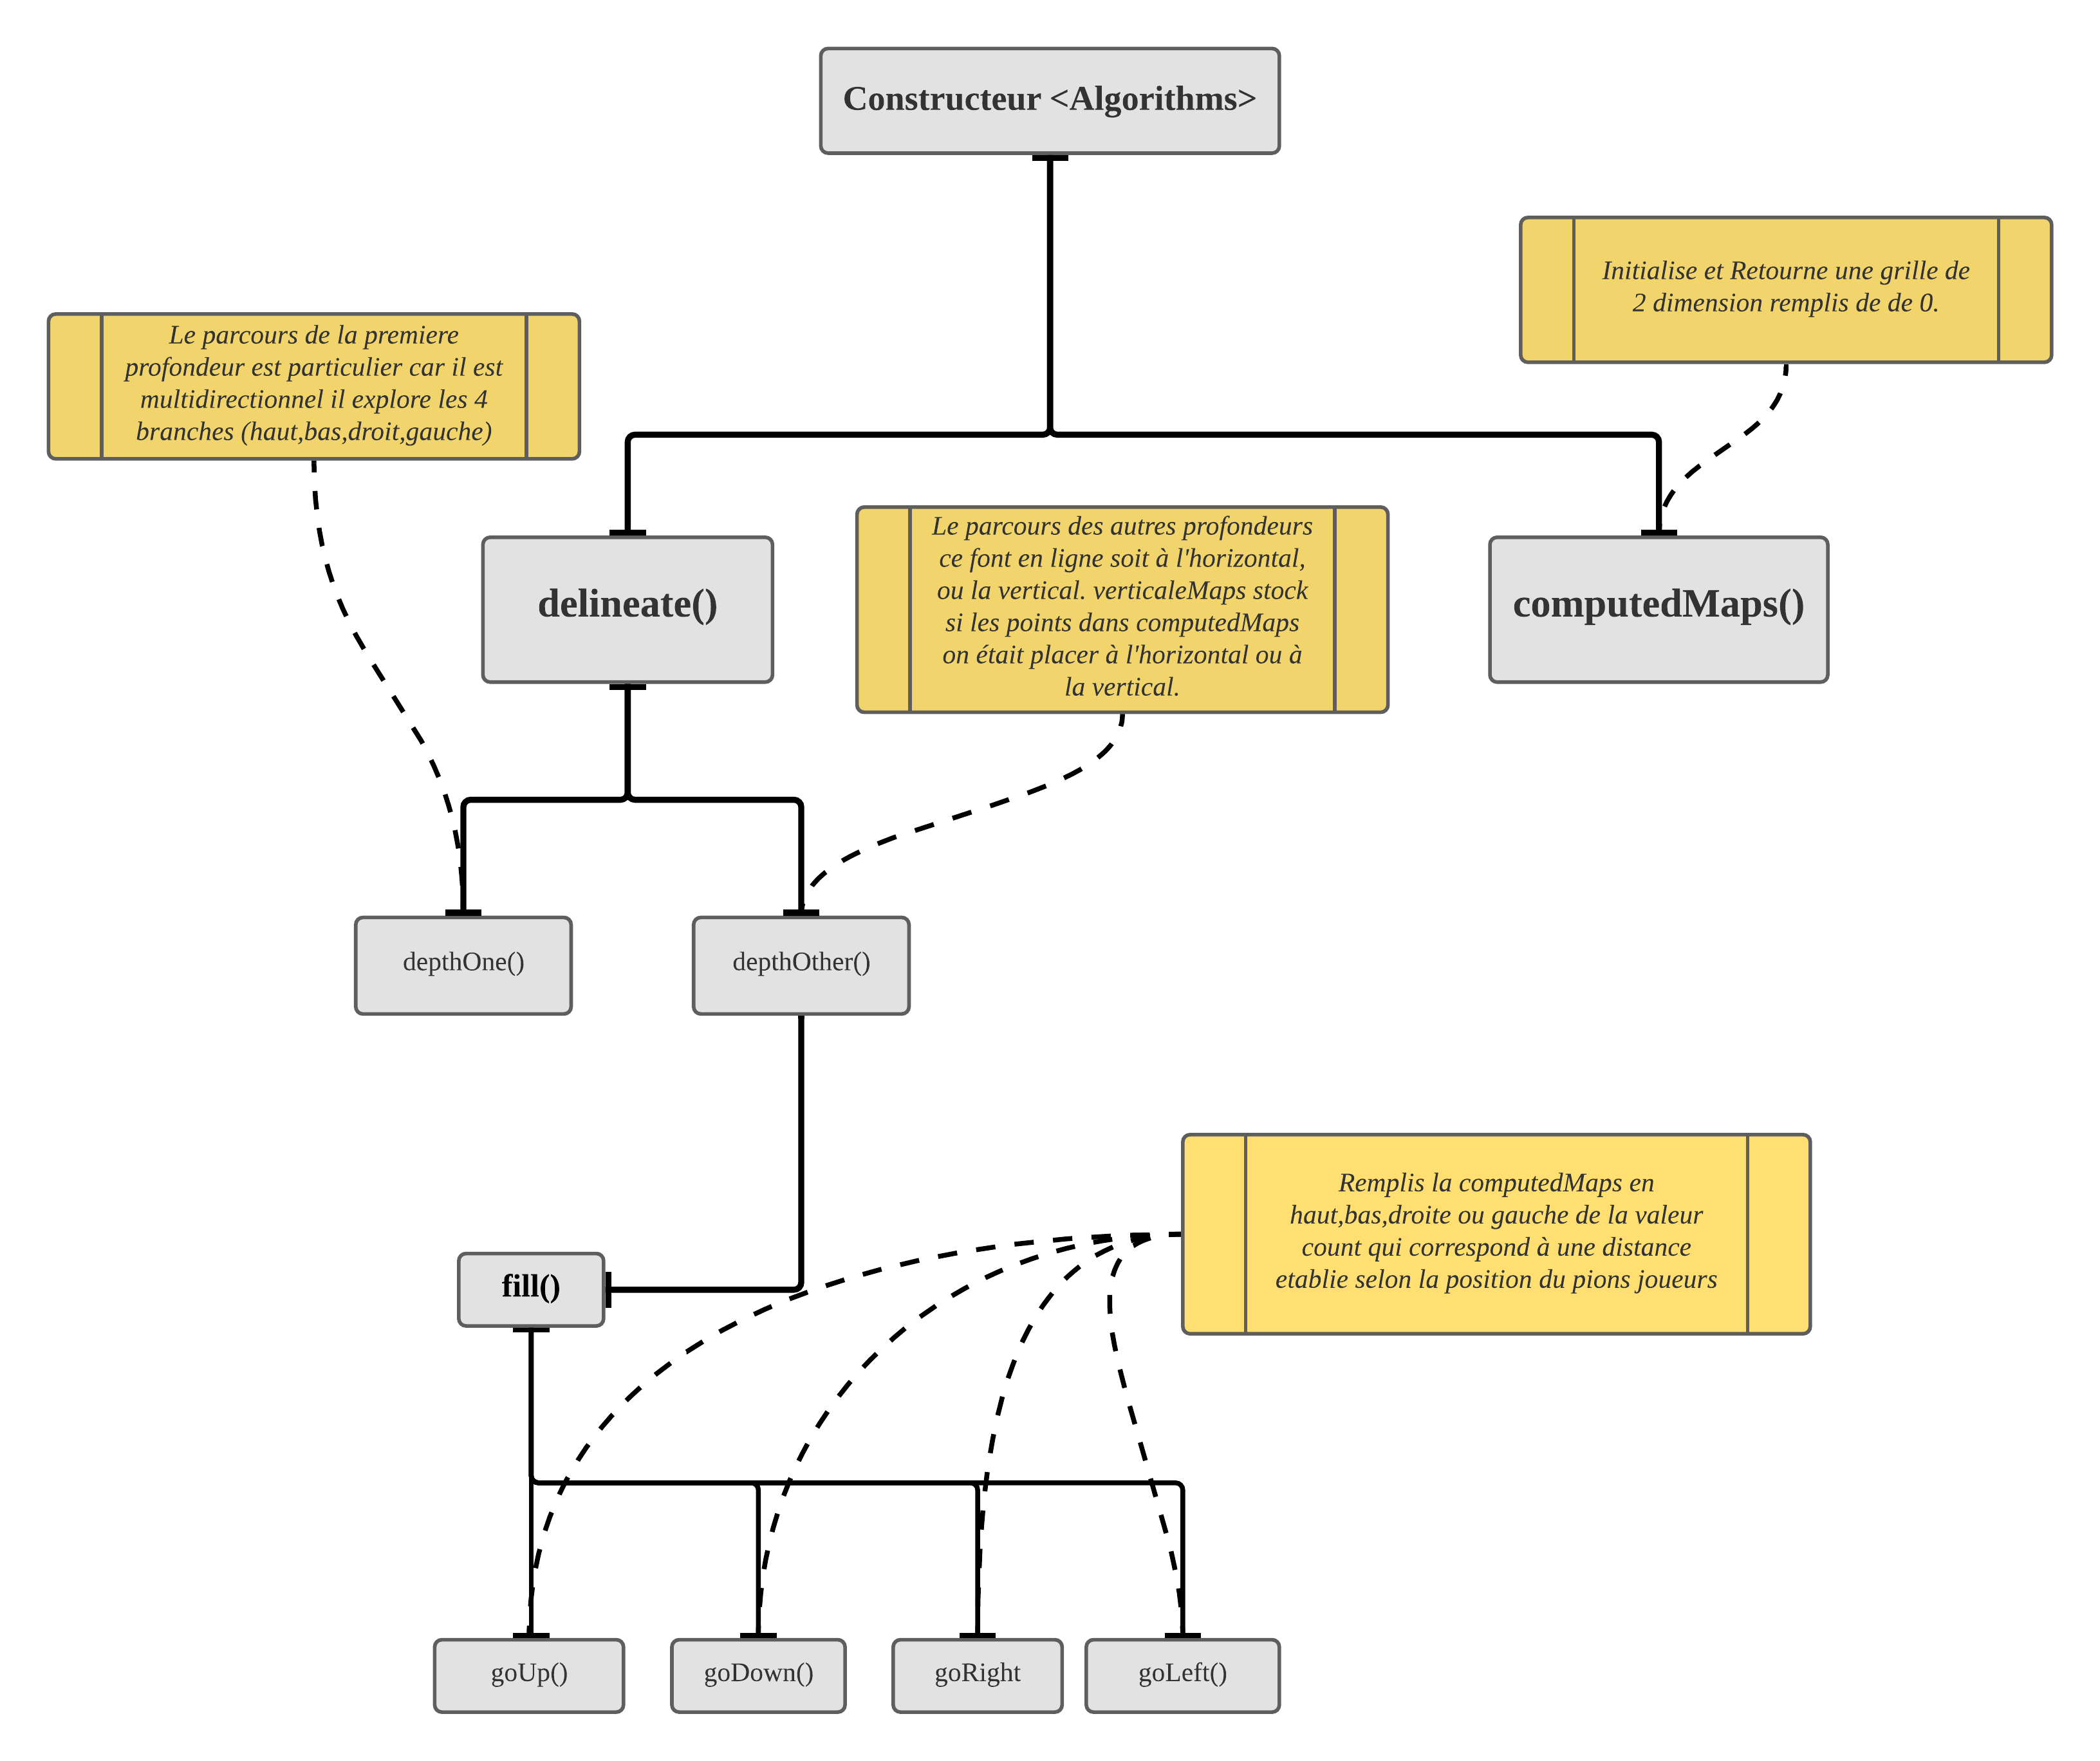 Constructeur <Algorithms>
Initialise et Retourne une grille de
2 dimension remplis de de 0.
Le parcours de la premiere
profondeur est particulier car il est
multidirectionnel il explore les 4
branches (haut,bas,droit,gauche)
Le parcours des autres profondeurs
ce font en ligne soit à l'horizontal,
ou la vertical. verticaleMaps stock
si les points dans computedMaps
on était placer à l'horizontal ou à
la vertical.
delineate()
computedMaps()
depthOne()
depthOther()
Remplis la computedMaps en
haut,bas,droite ou gauche de la valeur
count qui correspond à une distance
etablie selon la position du pions joueurs
fill()
goUp()
goDown()
goRight
goLeft()